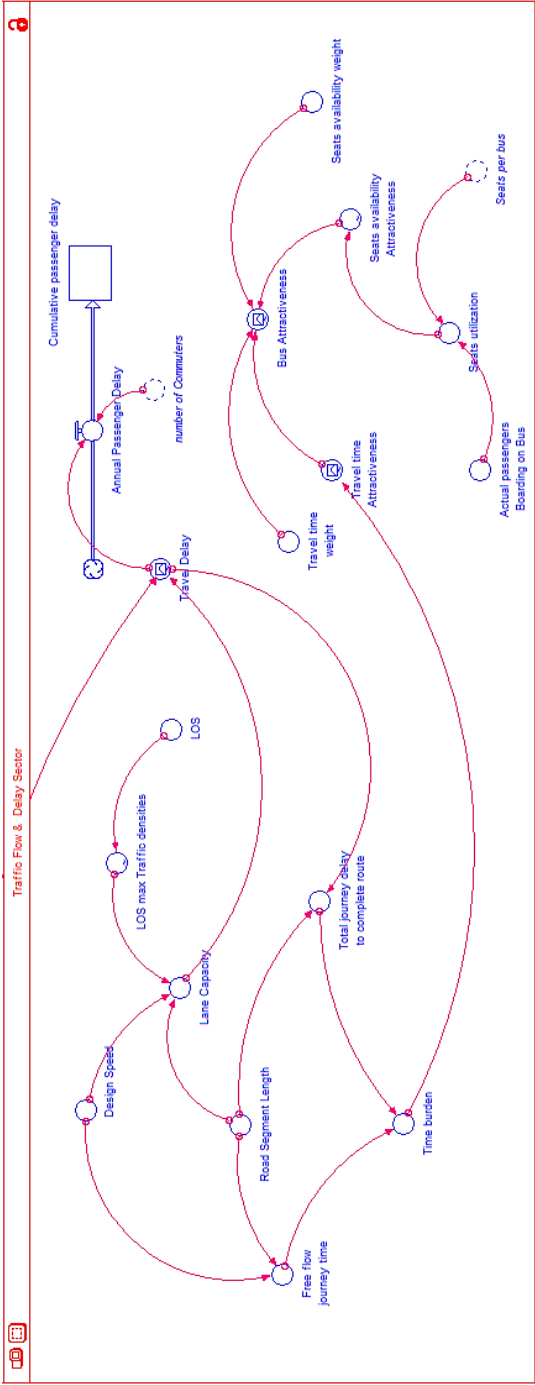 Traffic Flow & Delay Sector
Cumulative passenger delay
Annual Passenger Delay
number of Commuters
Travel Delay
LOS
LOS max Traffic densities
Design Speed
Lane Capacity
Road Segment Length
Free flow
journey time
Total journey delay
to complete route
Time burden
Seats availability weight
Bus Attractiveness
Travel time
weight
Travel time
Attractiveness
Seats availability
Attractiveness
Seats per bus
Seats utilization
Actual passengers
Boarding on Bus